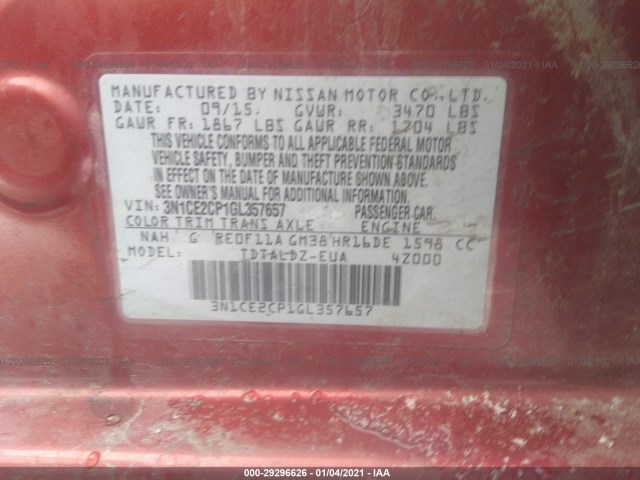 MANUFACTURED BY NISSAN MOTOR CO., LTD.
DATE: 09/15. GVWR: 3470 LBS
GAWR FR: 1867 LBS GAWR RR: 1704 LBS
THIS VEHICLE CONFORMS TO ALL APPLICABLE FEDERAL MOTOR
VEHICLE SAFETY, BUMPER AND THEFT PREVENTION STANDARDS
IN EFFECT ON THE DATE OF MANUFACTURE SHOWN ABOVE.
SEE OWNER'S MANUAL FOR ADDITIONAL INFORMATION.
VIN: 3N1CE2CP1GL357657 PASSENGER CAR
COLOR TRIM TRANS AXLE ENGINE
NAH G RE0F11A GM38 HR16DE 1598 CC
MODEL: TDTALDZ-EUA 4Z000
3N1CE2CP1GL357657
000-29296626 - 01/04/2021 - IAA